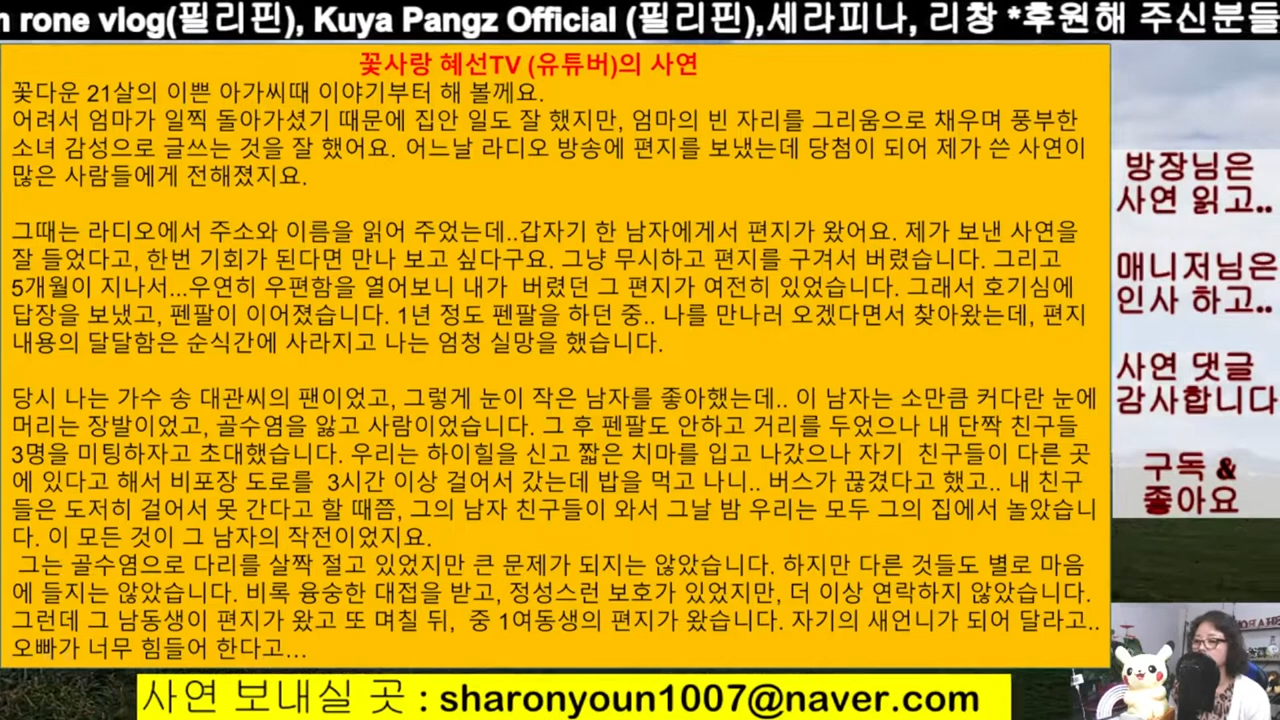 rone vlog(필리핀), Kuya Pangz Official (필리핀),세라피나, 리창 *후원해 주신분들
꽃사랑 혜선TV (유튜버)의 사연
꽃다운 21살의 이쁜 아가씨때 이야기부터 해 볼께요.
어려서 엄마가 일찍 돌아가셨기 때문에 집안 일도 잘 했지만, 엄마의 빈 자리를 그리움으로 채우며 풍부한
소녀 감성으로 글쓰는 것을 잘 했어요. 어느날 라디오 방송에 편지를 보냈는데 당첨이 되어 제가 쓴 사연이
많은 사람들에게 전해졌지요.
그때는 라디오에서 주소와 이름을 읽어 주었는데..갑자기 한 남자에게서 편지가 왔어요. 제가 보낸 사연을
잘 들었다고, 한번 기회가 된다면 만나 보고 싶다구요. 그냥 무시하고 편지를 구겨서 버렸습니다. 그리고
5개월이 지나서...우연히 우편함을 열어보니 내가 버렸던 그 편지가 여전히 있었습니다. 그래서 호기심에
답장을 보냈고, 펜팔이 이어졌습니다. 1년 정도 펜팔을 하던 중.. 나를 만나러 오겠다면서 찾아왔는데, 편지
내용의 달달함은 순식간에 사라지고 나는 엄청 실망을 했습니다.
당시 나는 가수 송 대관씨의 팬이었고, 그렇게 눈이 작은 남자를 좋아했는데.. 이 남자는 소만큼 커다란 눈에
머리는 장발이었고, 골수염을 앓고 사람이었습니다. 그 후 펜팔도 안하고 거리를 두었으나 내 단짝 친구들
3명을 미팅하자고 초대했습니다. 우리는 하이힐을 신고 짧은 치마를 입고 나갔으나 자기 친구들이 다른 곳
에 있다고 해서 비포장 도로를 3시간 이상 걸어서 갔는데 밥을 먹고 나니.. 버스가 끊겼다고 했고.. 내 친구
들은 도저히 걸어서 못 간다고 할 때쯤, 그의 남자 친구들이 와서 그날 밤 우리는 모두 그의 집에서 놀았습니
다. 이 모든 것이 그 남자의 작전이었지요.
그는 골수염으로 다리를 살짝 절고 있었지만 큰 문제가 되지는 않았습니다. 하지만 다른 것들도 별로 마음
에 들지는 않았습니다. 비록 융숭한 대접을 받고, 정성스런 보호가 있었지만, 더 이상 연락하지 않았습니다.
그런데 그 남동생이 편지가 왔고 또 며칠 뒤, 중 1여동생의 편지가 왔습니다. 자기의 새언니가 되어 달라고..
오빠가 너무 힘들어 한다고...
방장님은
사연 읽고..
매니저님은
인사 하고..
사연 댓글
감사합니다
구독 &
좋아요
사연 보내실 곳 : sharonyoun1007@naver.com